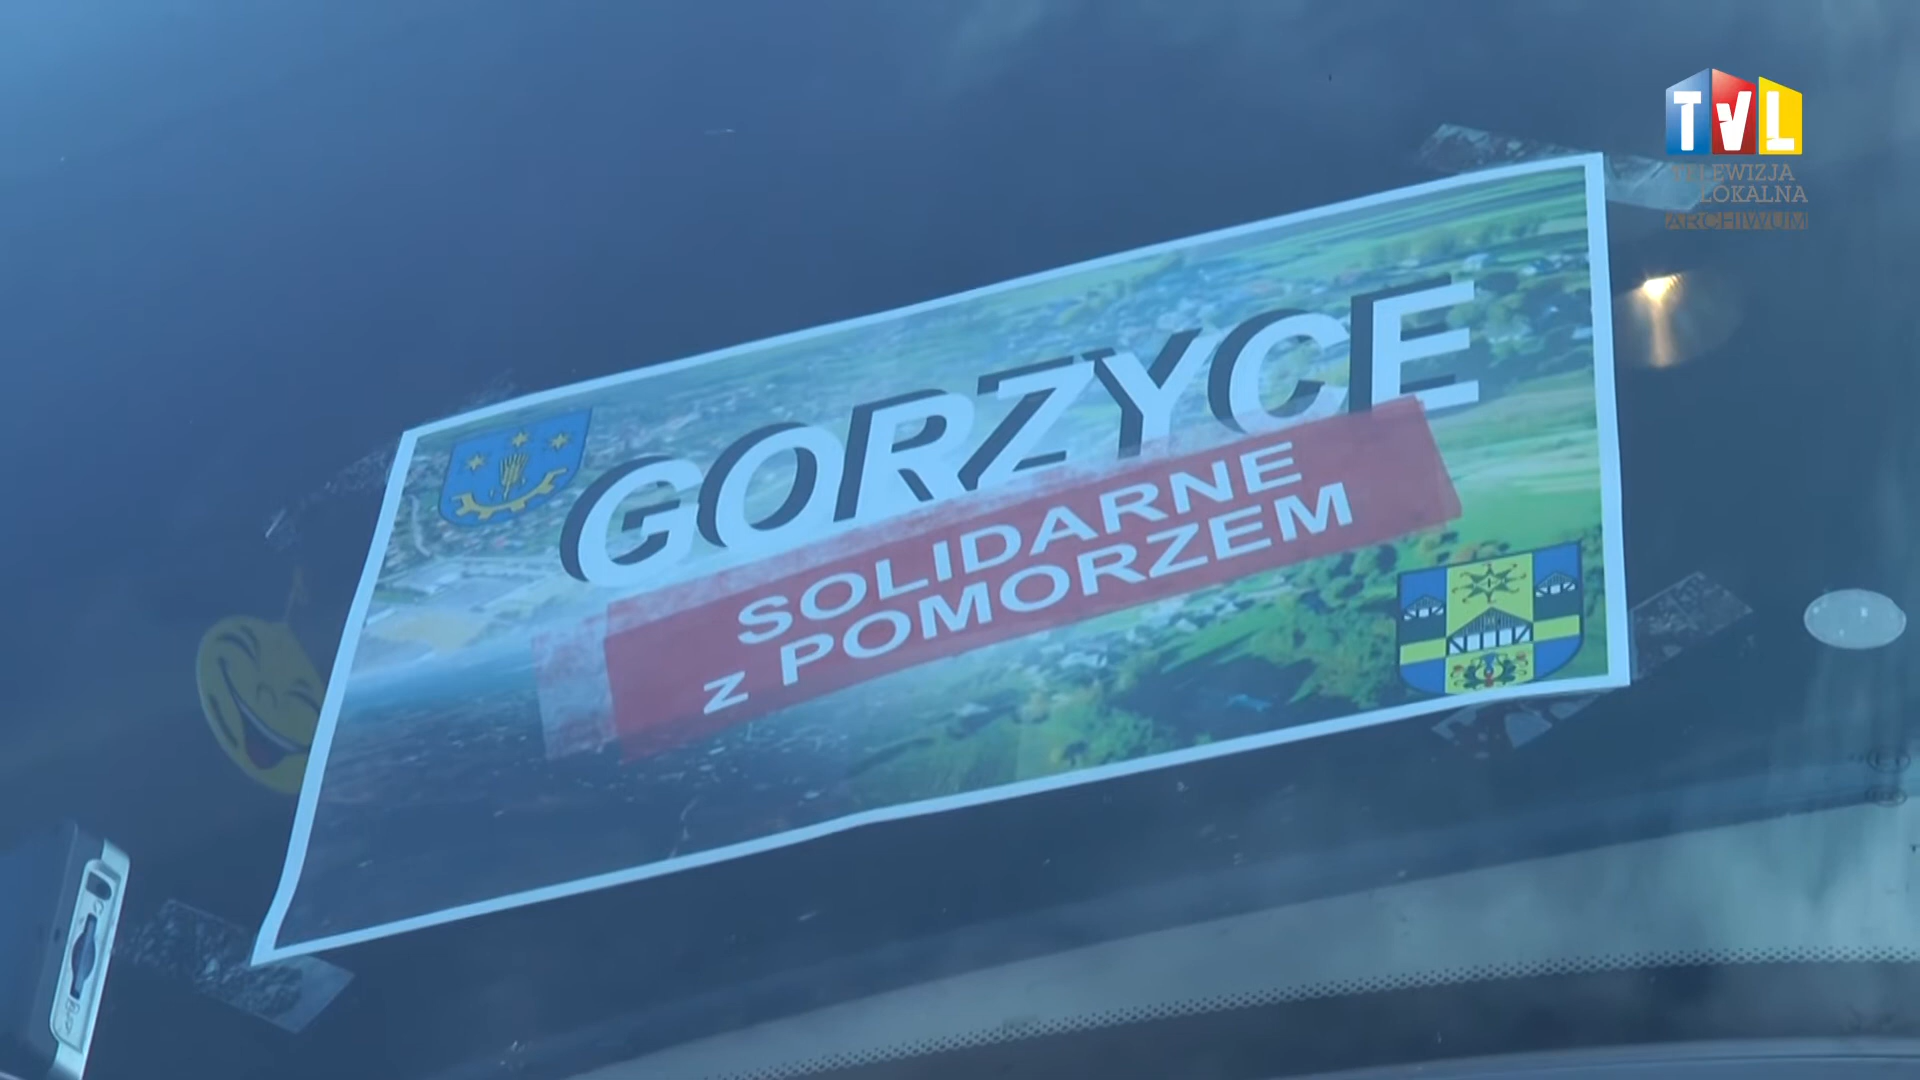 TVL
TELEWIZJA
LOKALNA
ARCHIWUM
GORZYCE
SOLIDARNE
z POMORZEM